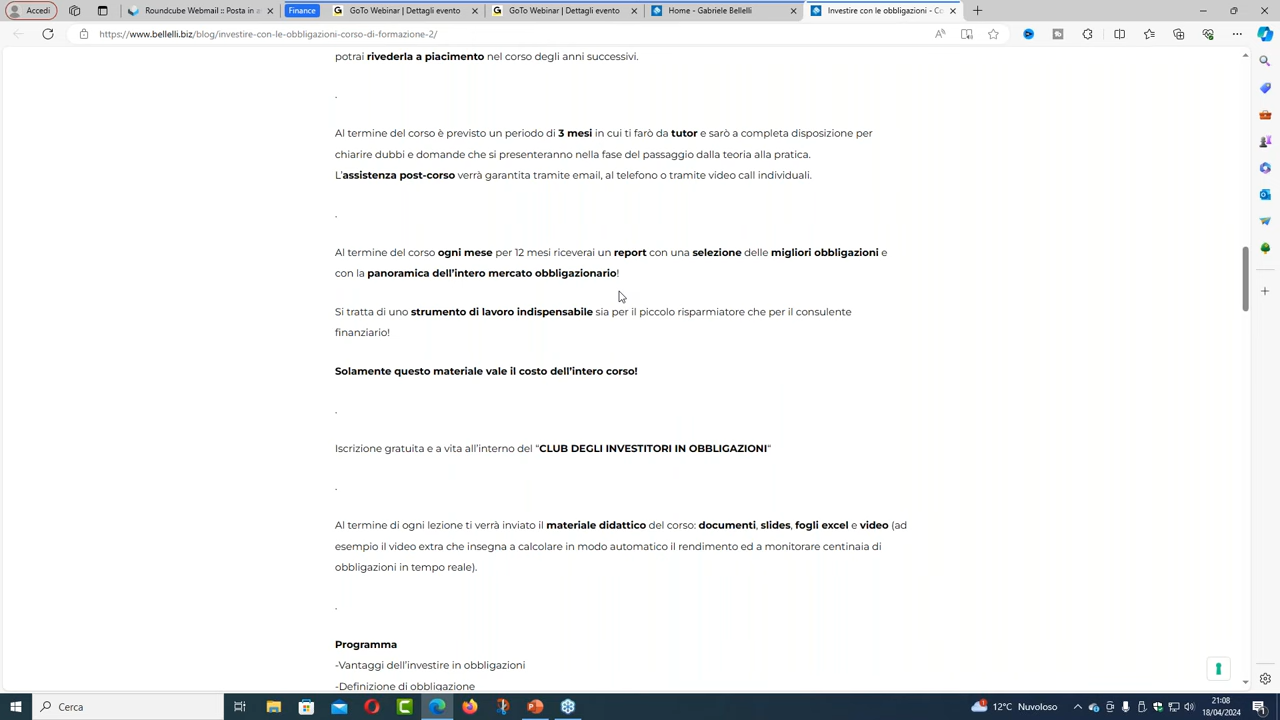 Accedi
Roundcube Webmail :: Posta in a
Finance
GoTo Webinar | Dettagli evento
GoTo Webinar | Dettagli evento
Home - Gabriele Bellelli
Investire con le obbligazioni - Co
https://www.bellelli.biz/blog/investire-con-le-obbligazioni-corso-di-formazione-2/
potrai rivederla a piacimento nel corso degli anni successivi.
.
Al termine del corso è previsto un periodo di 3 mesi in cui ti farò da tutor e sarò a completa disposizione per
chiarire dubbi e domande che si presenteranno nella fase del passaggio dalla teoria alla pratica.
L'assistenza post-corso verrà garantita tramite email, al telefono o tramite video call individuali.
.
Al termine del corso ogni mese per 12 mesi riceverai un report con una selezione delle migliori obbligazioni e
con la panoramica dell'intero mercato obbligazionario!
Si tratta di uno strumento di lavoro indispensabile sia per il piccolo risparmiatore che per il consulente
finanziario!
Solamente questo materiale vale il costo dell'intero corso!
.
Iscrizione gratuita e a vita all'interno del "CLUB DEGLI INVESTITORI IN OBBLIGAZIONI"
.
Al termine di ogni lezione ti verrà inviato il materiale didattico del corso: documenti, slides, fogli excel e video (ad
esempio il video extra che insegna a calcolare in modo automatico il rendimento ed a monitorare centinaia di
obbligazioni in tempo reale).
.
Programma
-Vantaggi dell'investire in obbligazioni
-Definizione di obbligazione
Cerca
12°C Nuvoloso
21:08
18/04/2024